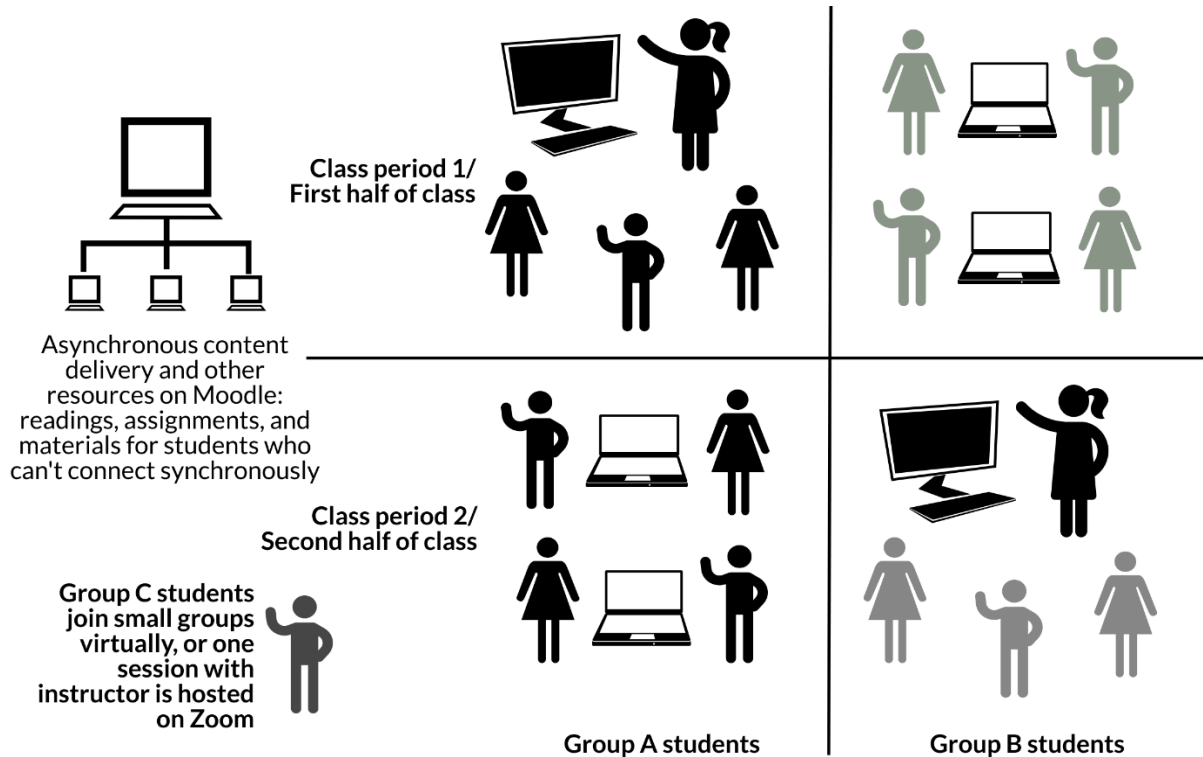 Class period 1/
First half of class
Asynchronous content
delivery and other
resources on Moodle:
readings, assignments, and
materials for students who
can't connect synchronously
Class period 2/
Second half of class
Group C students
join small groups
virtually, or one
session with
instructor is hosted
on Zoom
Group A students
Group B students